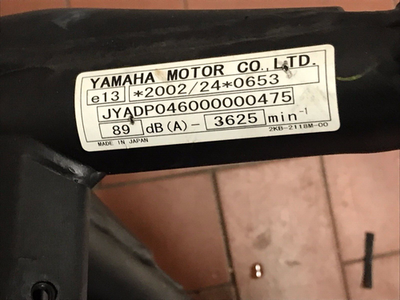 YAMAHA MOTOR CO.,LTD.
e13 *2002/24*0653
JYADP046000000475
89 dB(A)- 3625 min⁻¹
MADE IN JAPAN 2KB-2118M-00